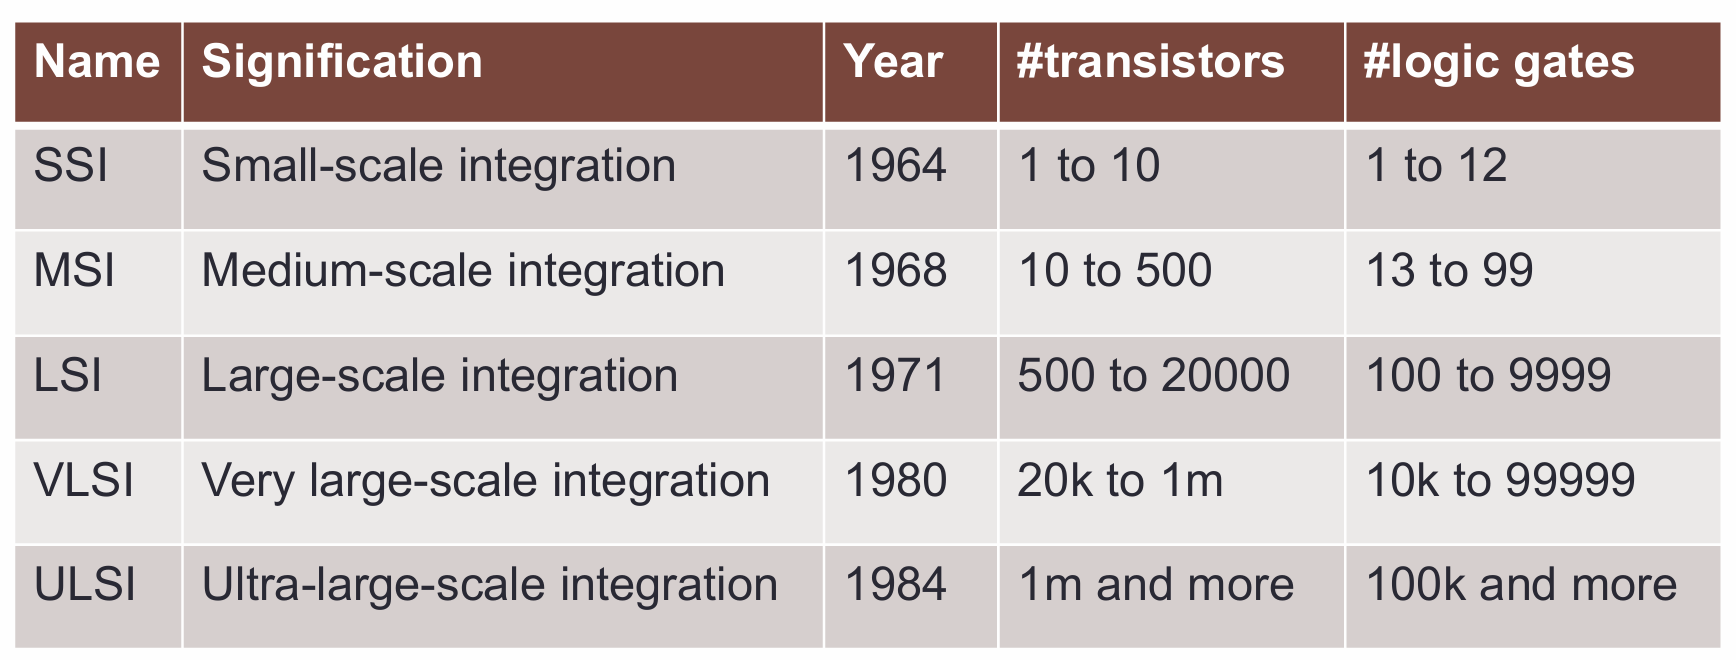 Name Signification Year #transistors #logic gates
SSI Small-scale integration 1964 1 to 10 1 to 12
MSI Medium-scale integration 1968 10 to 500 13 to 99
LSI Large-scale integration 1971 500 to 20000 100 to 9999
VLSI Very large-scale integration 1980 20k to 1m 10k to 99999
ULSI Ultra-large-scale integration 1984 1m and more 100k and more